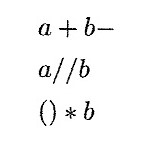 a + b−
a//b
() ∗ b